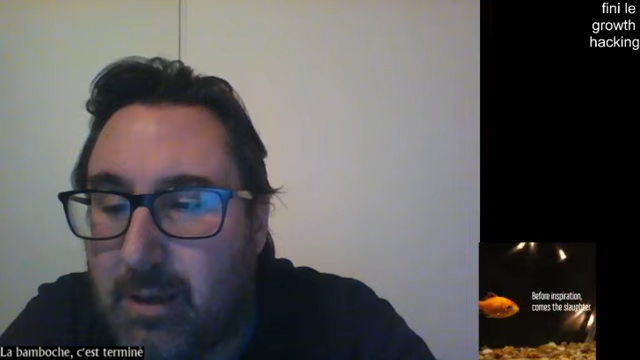 fini le
growth
hacking
Before inspiration,
comes the slaughter.
La bamboche, c'est terminé